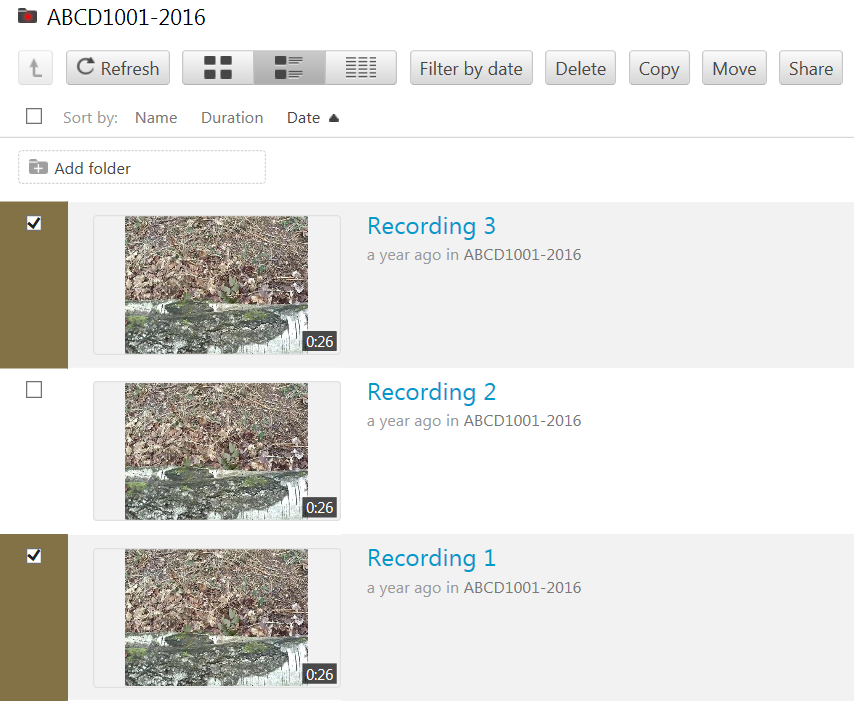 ABCD1001-2016
Refresh Filter by date Delete Copy Move Share
Sort by: Name Duration Date
Add folder
Recording 3
a year ago in ABCD1001-2016
0:26
Recording 2
a year ago in ABCD1001-2016
0:26
Recording 1
a year ago in ABCD1001-2016
0:26